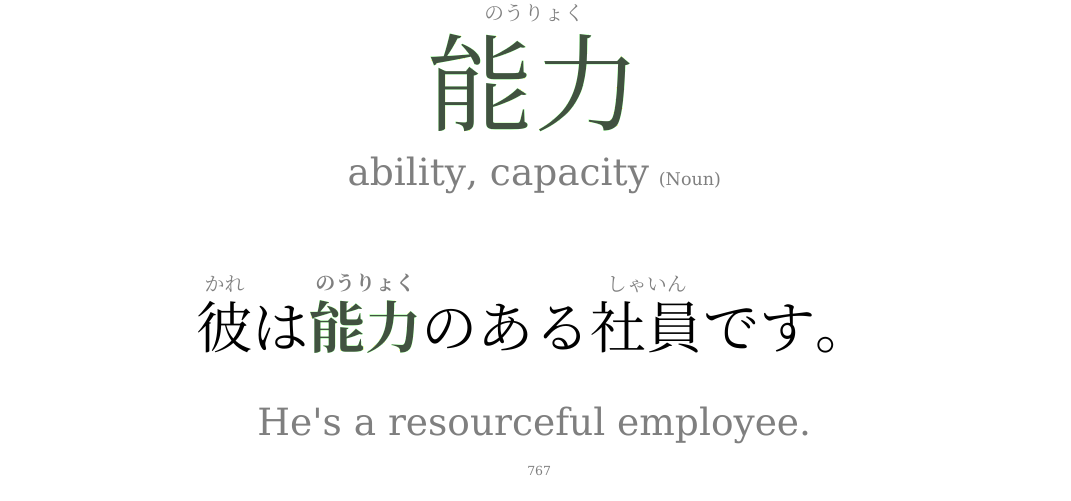 のうりょく
能力
ability, capacity (Noun)
かれ のうりょく しゃいん
彼は能力のある社員です。
He's a resourceful employee.
767